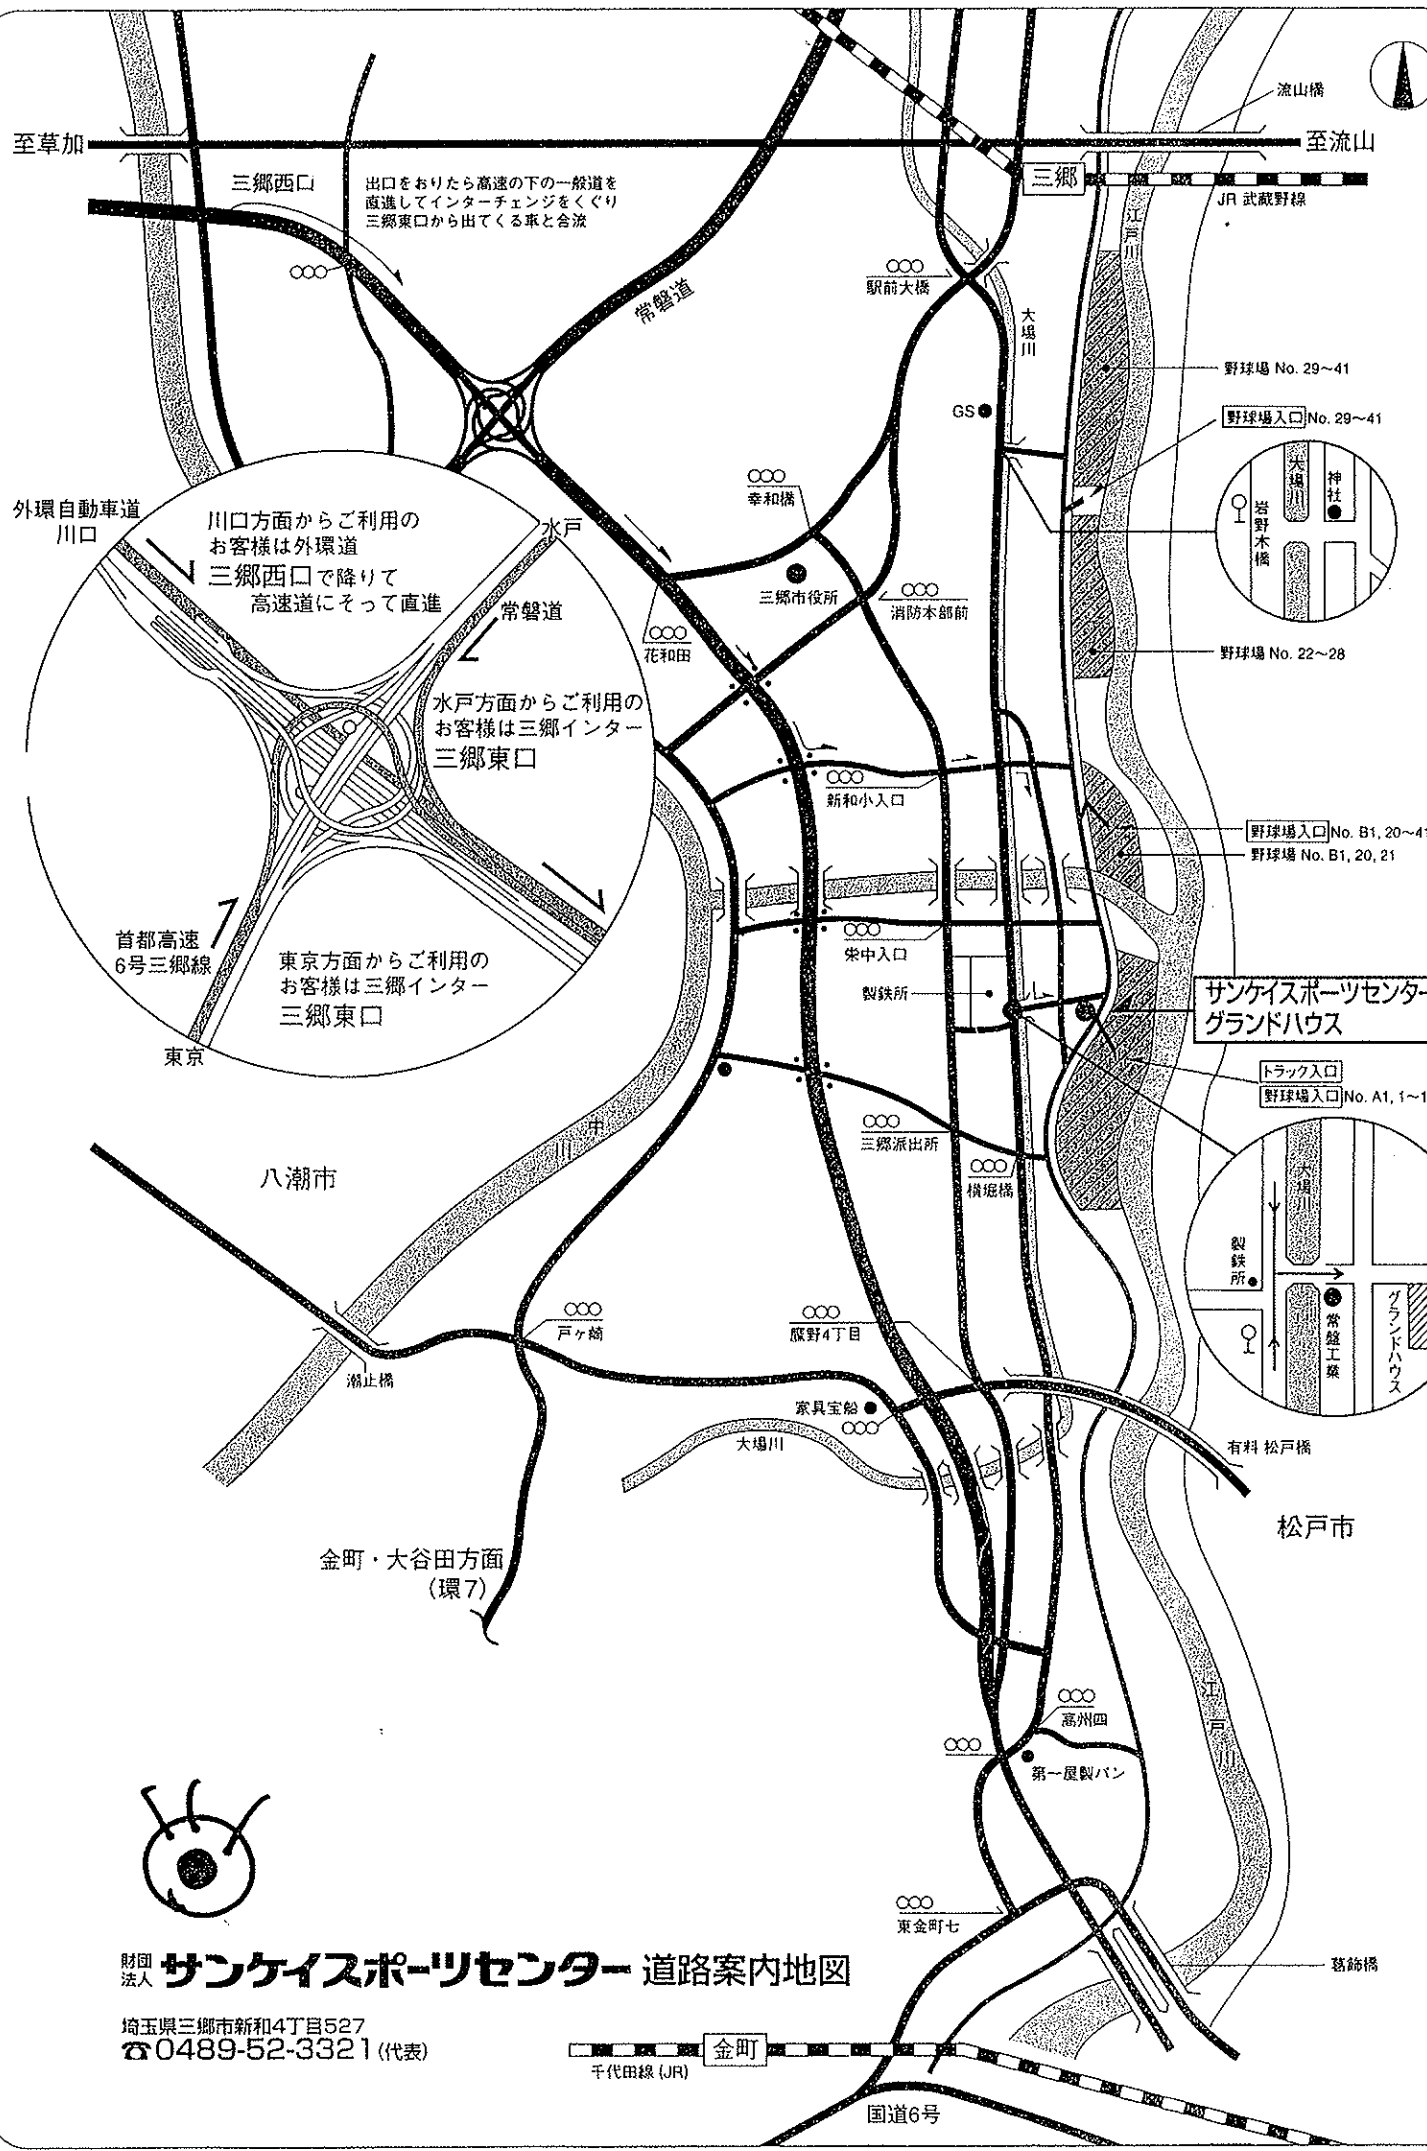 流山橋
至草加
至流山
三郷西口
出口をおりたら高速の下の一般道を
直進してインターチェンジをくぐり
三郷東口から出てくる車と合流
三郷
JR 武蔵野線
江戸川
駅前大橋
常磐道
大場川
野球場 No. 29～41
GS
野球場入口 No. 29～41
幸和橋
大場川
神社
岩野木橋
外環自動車道
川口
川口方面からご利用の
お客様は外環道
三郷西口で降りて
高速道にそって直進
水戸
常磐道
三郷市役所
消防本部前
花和田
野球場 No. 22～28
水戸方面からご利用の
お客様は三郷インター
三郷東口
新和小入口
野球場入口 No. B1, 20～41
野球場 No. B1, 20, 21
首都高速
6号三郷線
東京方面からご利用の
お客様は三郷インター
三郷東口
東京
栄中入口
製鉄所
サンケイスポーツセンター
グランドハウス
トラック入口
野球場入口 No. A1, 1～1
中川
三郷派出所
横堀橋
八潮市
大場川
製鉄所
常盤工業
グランドハウス
戸ヶ崎
鷹野4丁目
潮止橋
家具宝船
大場川
有料 松戸橋
松戸市
金町・大谷田方面
(環7)
江戸川
高州四
第一屋製パン
東金町七
葛飾橋
財団
法人
サンケイスポーツセンター 道路案内地図
埼玉県三郷市新和4丁目527
☎0489-52-3321(代表)
金町
千代田線 (JR)
国道6号